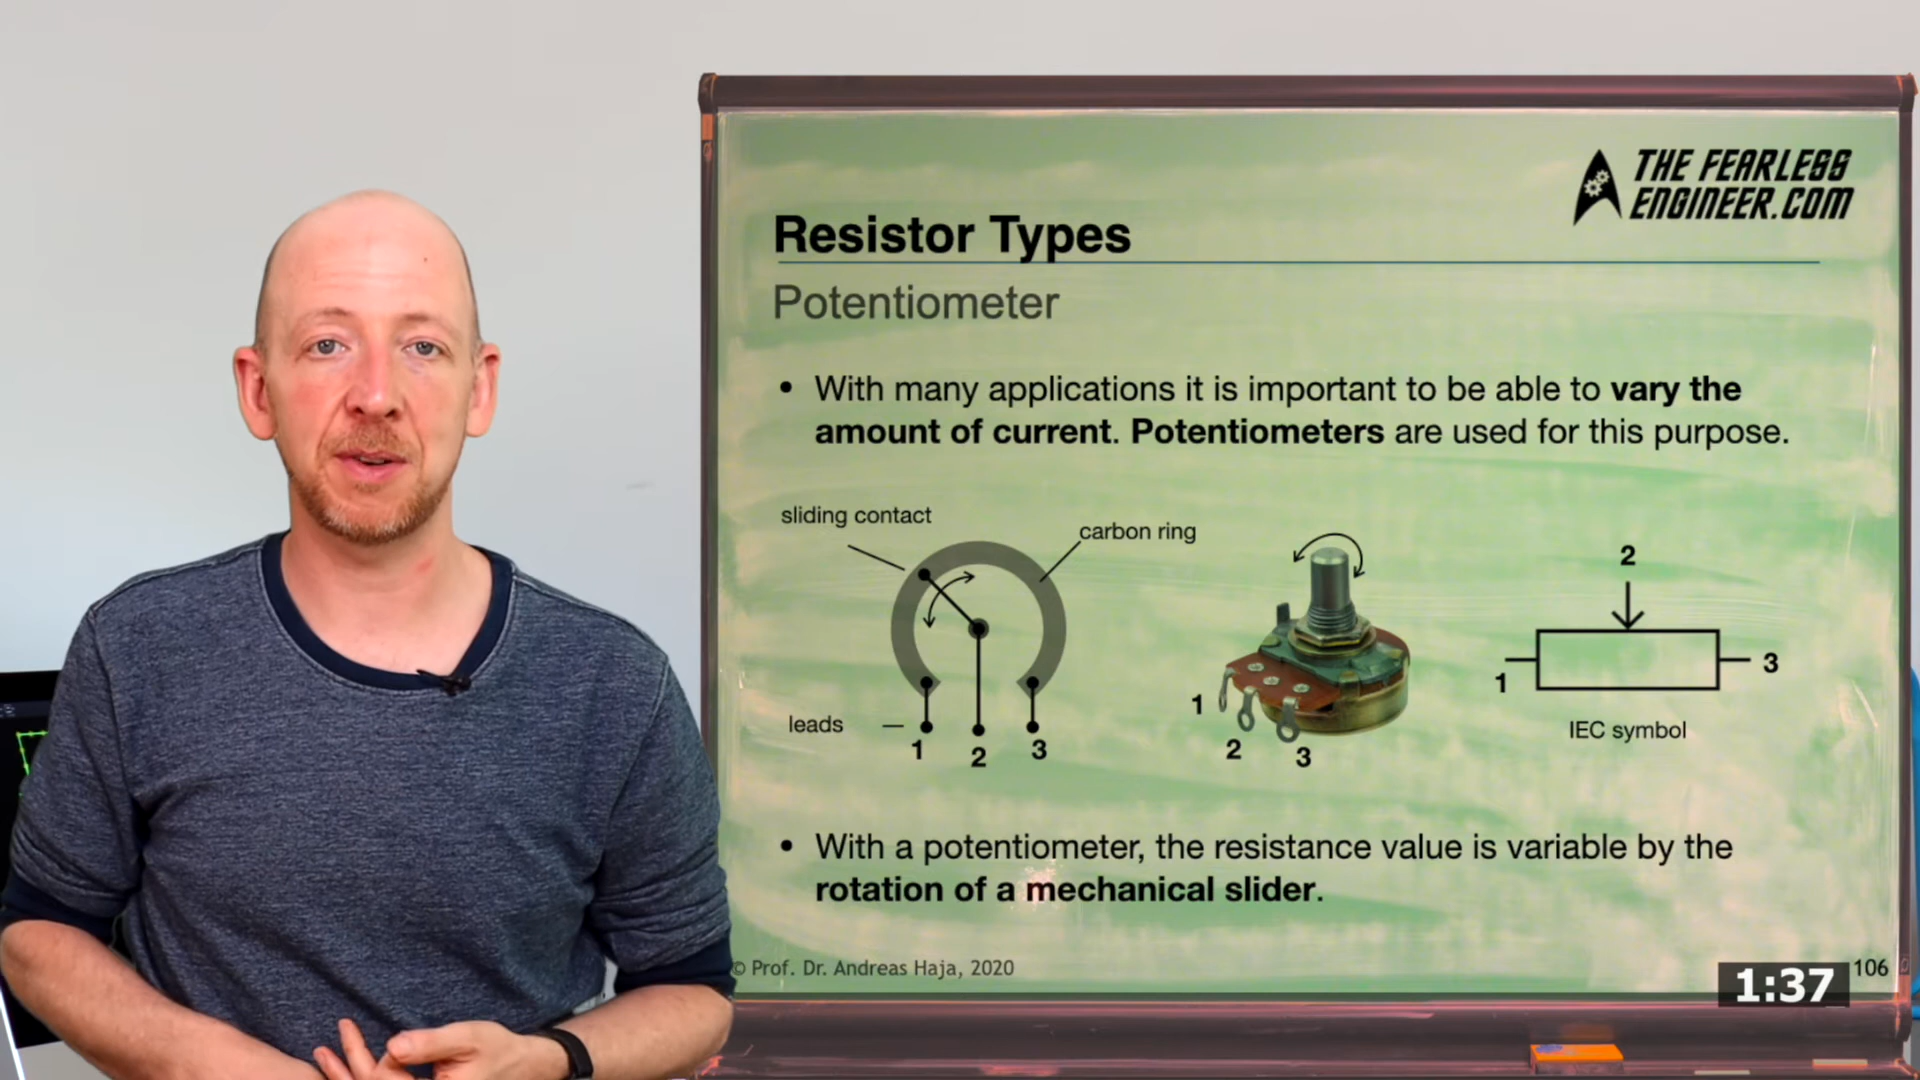 THE FEARLESS
ENGINEER.COM
Resistor Types
Potentiometer
• With many applications it is important to be able to vary the
amount of current. Potentiometers are used for this purpose.
sliding contact
carbon ring
leads
1
2
3
1
2
3
2
1
3
IEC symbol
• With a potentiometer, the resistance value is variable by the
rotation of a mechanical slider.
© Prof. Dr. Andreas Haja, 2020
106
1:37